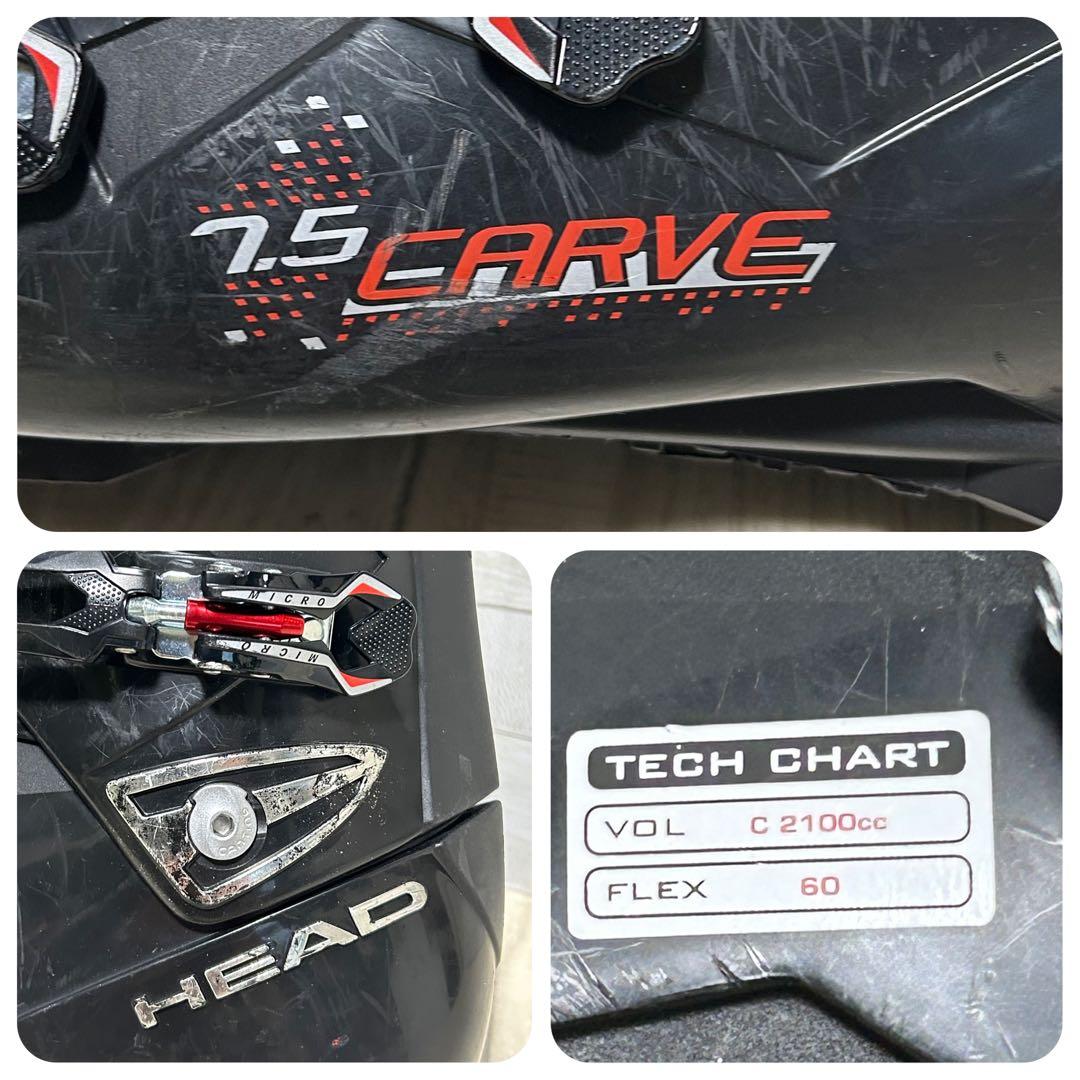 7.5 CARVE
MICRO
MICRO
HEAD
TECH CHART
VOL C 2100cc
FLEX 60